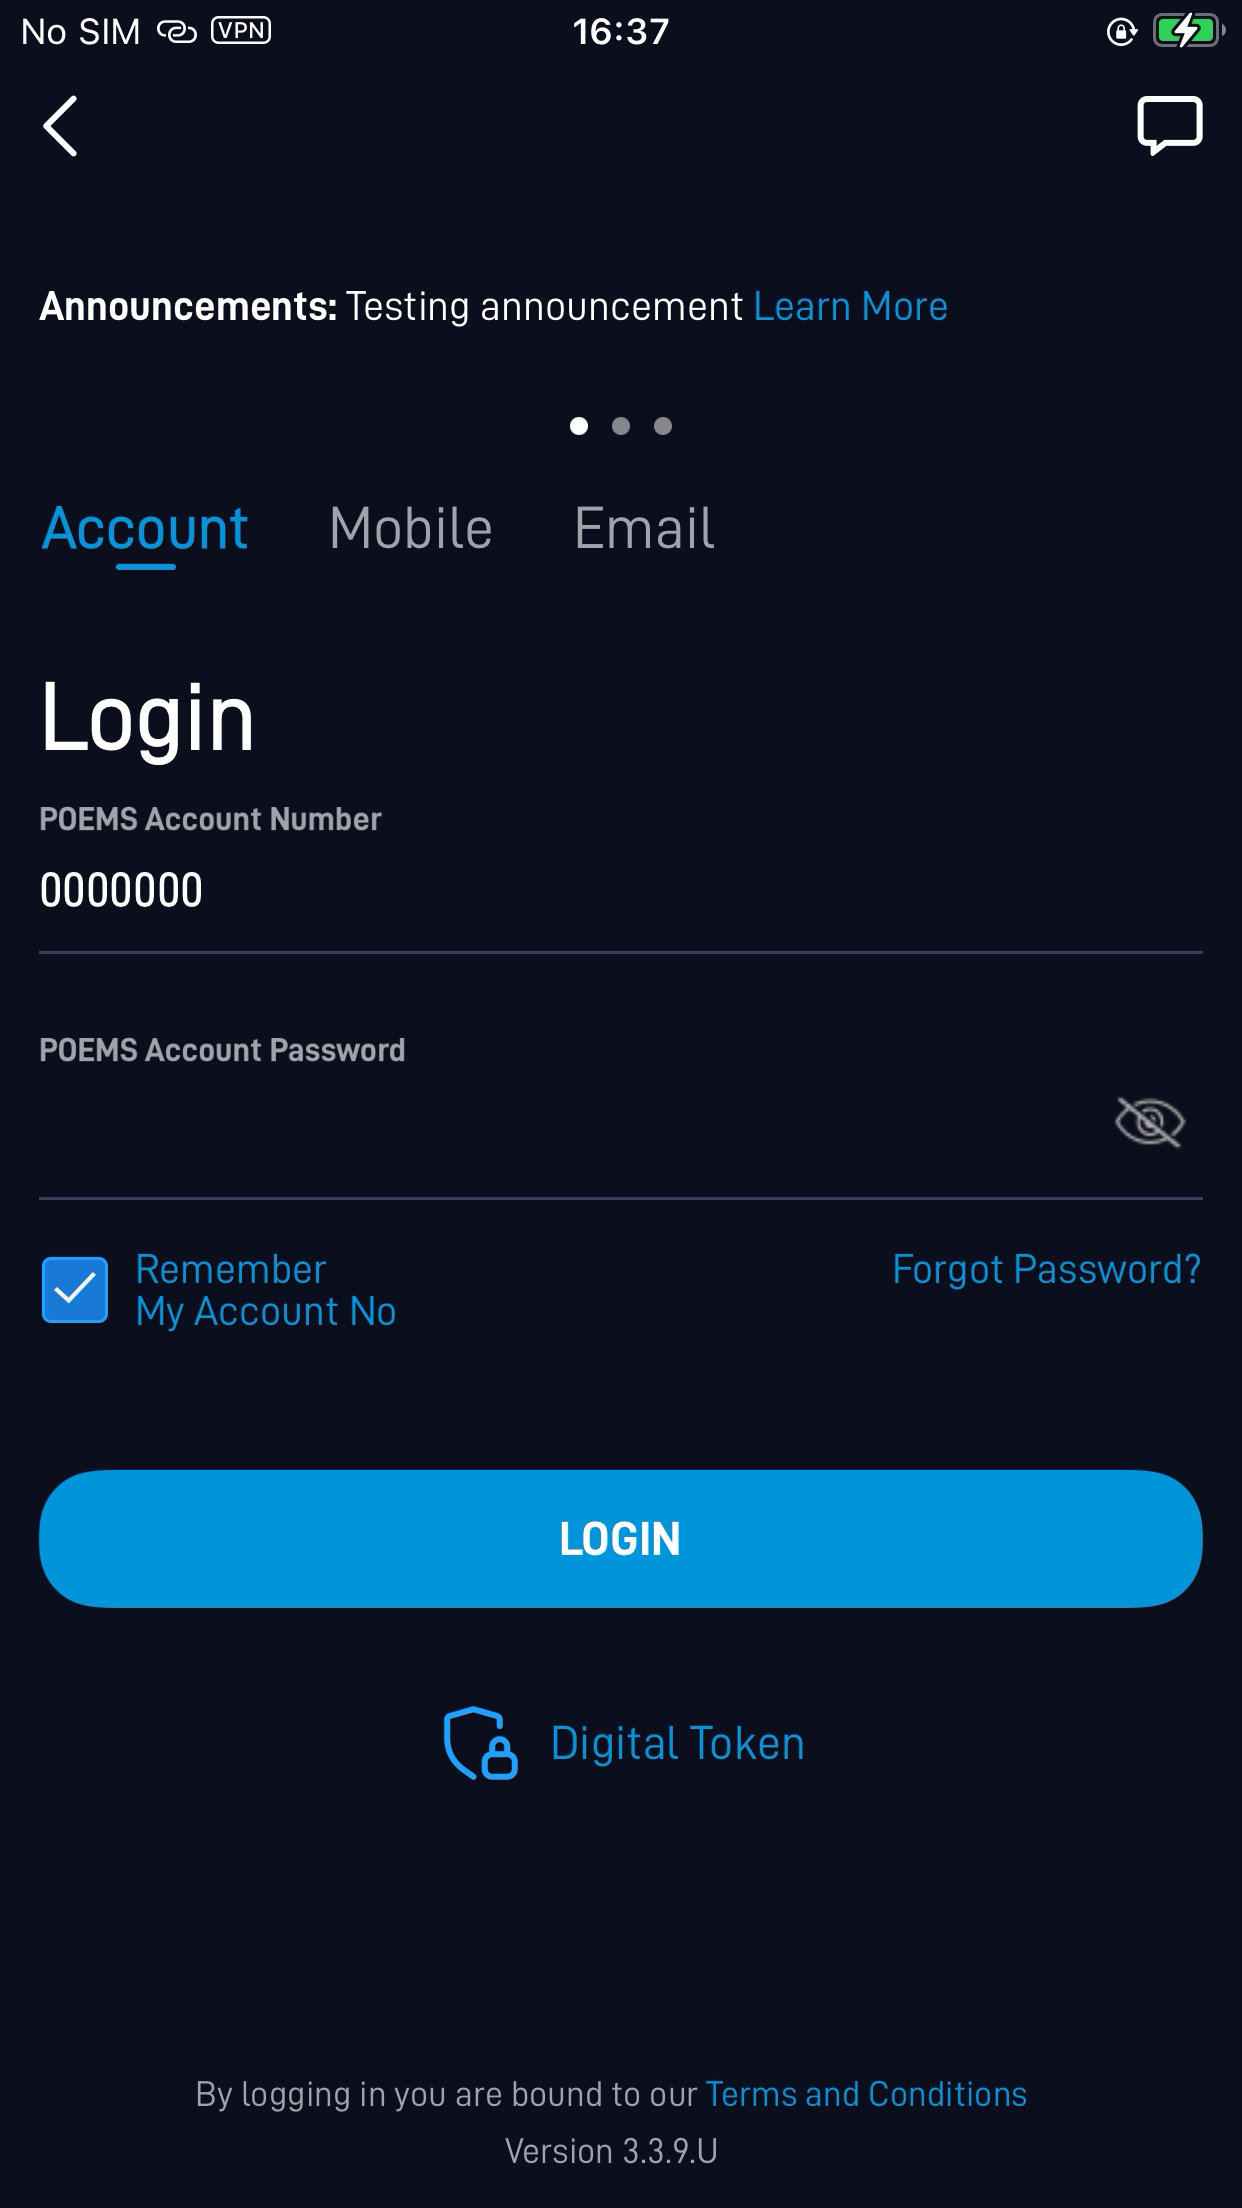 No SIM VPN 16:37
Announcements: Testing announcement Learn More
Account Mobile Email
Login
POEMS Account Number
0000000
POEMS Account Password
Remember Forgot Password?
My Account No
LOGIN
Digital Token
By logging in you are bound to our Terms and Conditions
Version 3.3.9.U